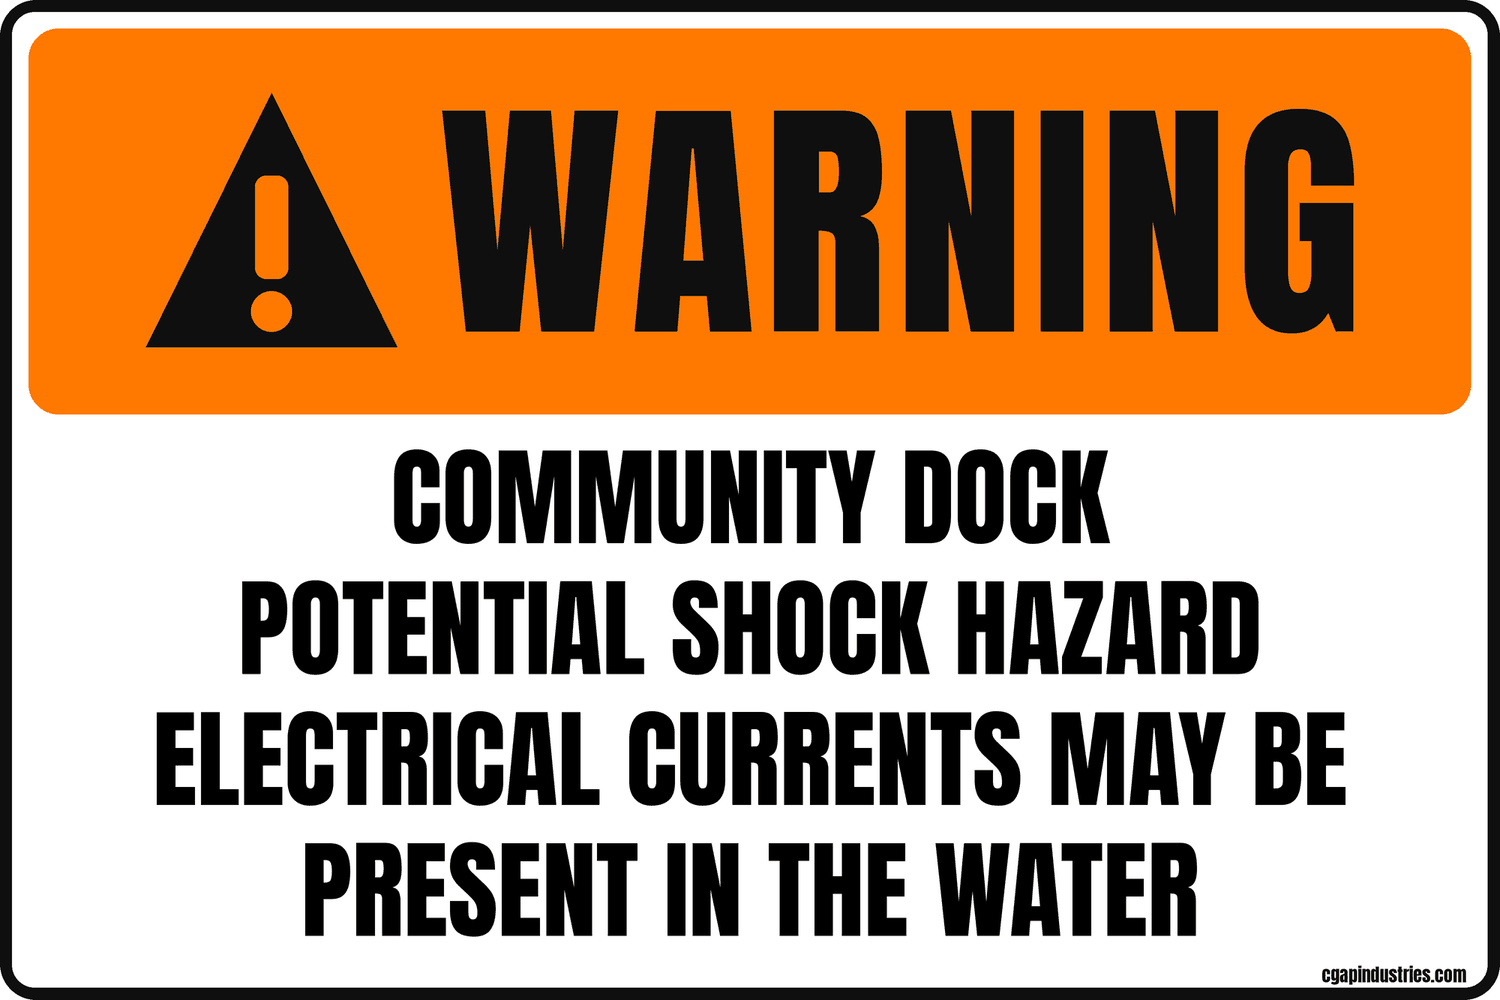 WARNING
COMMUNITY DOCK
POTENTIAL SHOCK HAZARD
ELECTRICAL CURRENTS MAY BE
PRESENT IN THE WATER
cgapindustries.com